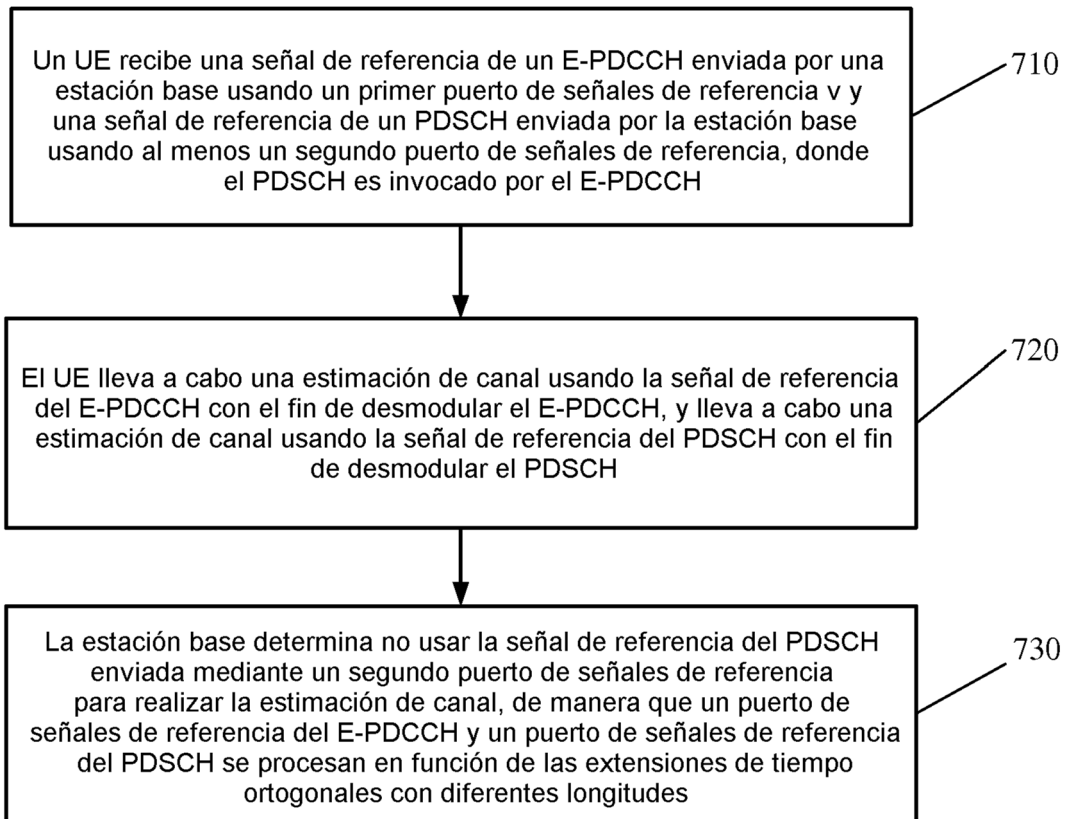 Un UE recibe una señal de referencia de un E-PDCCH enviada por una
estación base usando un primer puerto de señales de referencia v y
una señal de referencia de un PDSCH enviada por la estación base
usando al menos un segundo puerto de señales de referencia, donde
el PDSCH es invocado por el E-PDCCH
710
El UE lleva a cabo una estimación de canal usando la señal de referencia
del E-PDCCH con el fin de desmodular el E-PDCCH, y lleva a cabo una
estimación de canal usando la señal de referencia del PDSCH con el fin
de desmodular el PDSCH
720
La estación base determina no usar la señal de referencia del PDSCH
enviada mediante un segundo puerto de señales de referencia
para realizar la estimación de canal, de manera que un puerto de
señales de referencia del E-PDCCH y un puerto de señales de referencia
del PDSCH se procesan en función de las extensiones de tiempo
ortogonales con diferentes longitudes
730